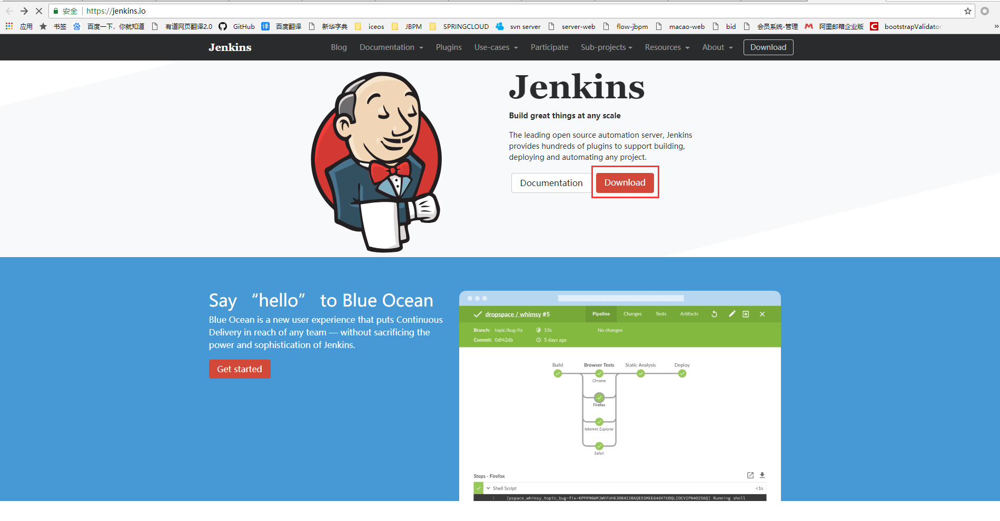 安全 https://jenkins.io
应用 书签 百度一下，你就知道 有道网页翻译2.0 GitHub 译 百度翻译 新华字典 iceos JBPM SPRINGCLOUD svn server server-web flow-jbpm macao-web bid 会员系统-管理 阿里邮箱企业版 C bootstrapValidator »
Jenkins Blog Documentation Plugins Use-cases Participate Sub-projects Resources About Download
Jenkins
Build great things at any scale
The leading open source automation server, Jenkins
provides hundreds of plugins to support building,
deploying and automating any project.
Documentation Download
Say “hello” to Blue Ocean
Blue Ocean is a new user experience that puts Continuous
Delivery in reach of any team — without sacrificing the
power and sophistication of Jenkins.
Get started
dropspace / whimsy #5 Pipeline Changes Tests Artifacts
Branch: topic/bug-fix 13s No changes
Commit: 0df42db 5 days ago
Build Browser Tests Static Analysis Deploy
Chrome
Firefox
Internet Explorer
Safari
Steps - Firefox
Shell Script <1s
1 [pspace_whimsy_topic_bug-fix-KPPFM6WMJWVFUH6JOB423BAQE5SMEE646KTUDQLIOCVIPN4O2S6Q] Running shell